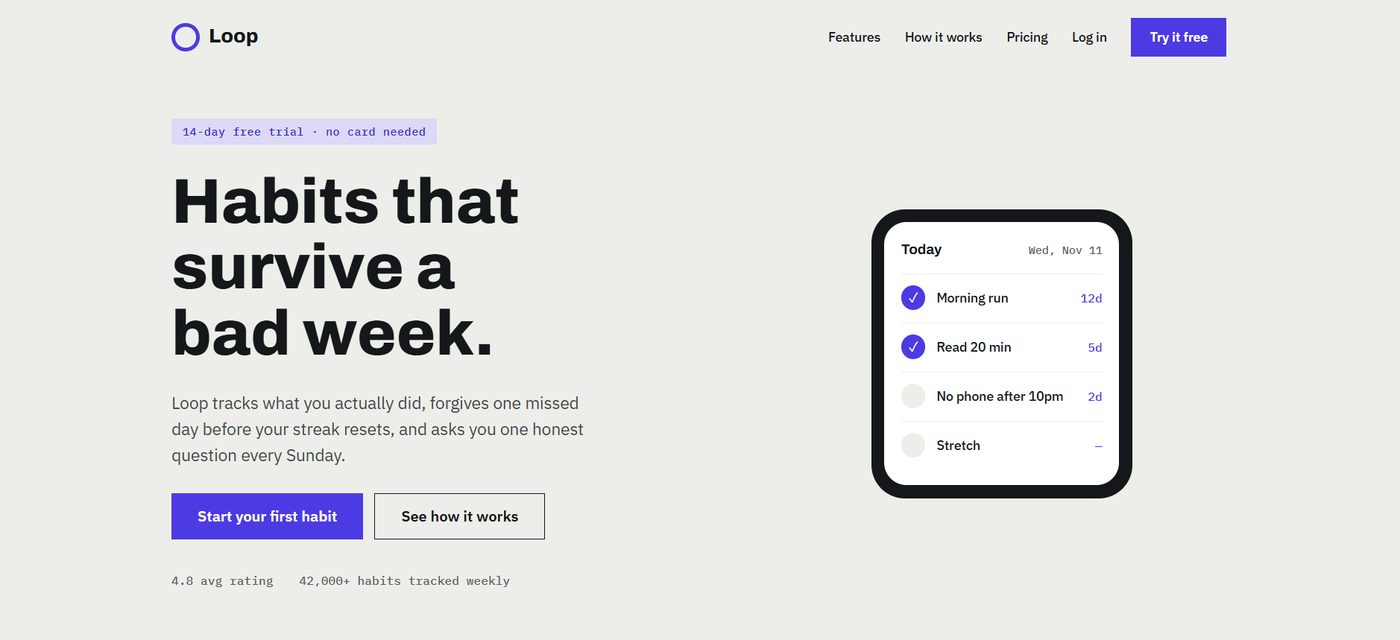 Loop
Features How it works Pricing Log in Try it free
14-day free trial · no card needed
Habits that
survive a
bad week.
Loop tracks what you actually did, forgives one missed
day before your streak resets, and asks you one honest
question every Sunday.
Start your first habit See how it works
4.8 avg rating 42,000+ habits tracked weekly
Today Wed, Nov 11
✓ Morning run 12d
✓ Read 20 min 5d
No phone after 10pm 2d
Stretch –